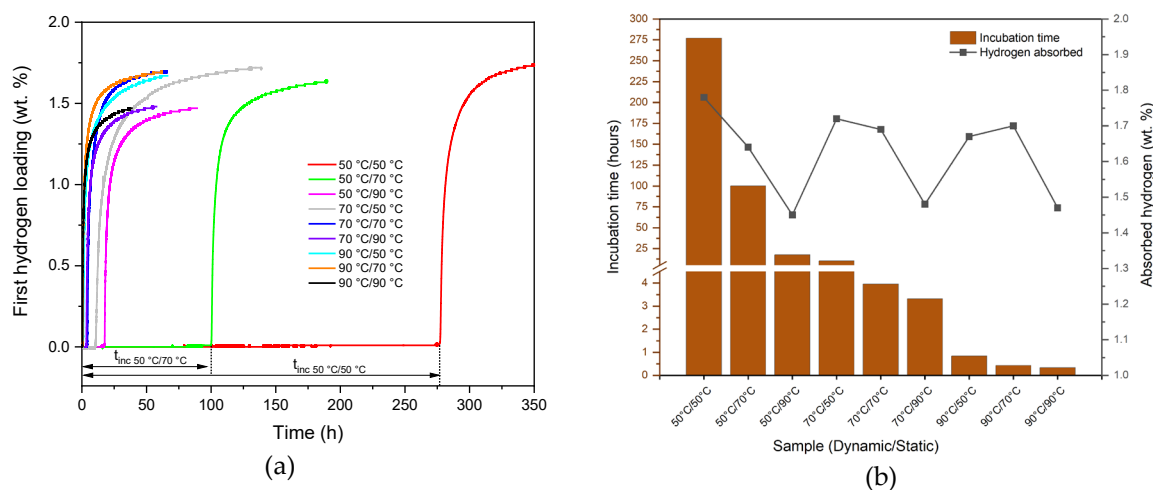 2.0
1.5
1.0
0.5
0.0
First hydrogen loading (wt. %)
50 °C/50 °C
50 °C/70 °C
50 °C/90 °C
70 °C/50 °C
70 °C/70 °C
70 °C/90 °C
90 °C/50 °C
90 °C/70 °C
90 °C/90 °C
tinc 50 °C/70 °C
tinc 50 °C/50 °C
0 50 100 150 200 250 300 350
Time (h)
(a)
(b)
300
275
250
225
200
175
150
125
100
75
50
25
4
3
2
1
0
Incubation time (hours)
Incubation time
Hydrogen absorbed
2.0
1.9
1.8
1.7
1.6
1.5
1.4
1.3
1.2
1.1
1.0
Absorbed hydrogen (wt. %)
50°C/50°C
50°C/70°C
50°C/90°C
70°C/50°C
70°C/70°C
70°C/90°C
90°C/50°C
90°C/70°C
90°C/90°C
Sample (Dynamic/Static)